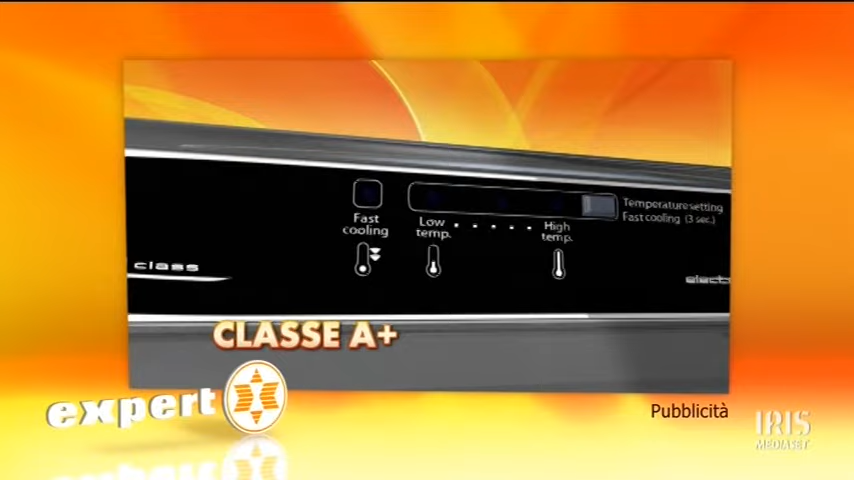 Fast
cooling
Low
temp.
High
temp.
Temperature setting
Fast cooling (3 sec.)
class
CLASSE A+
expert
Pubblicità
IRIS
MEDIASET